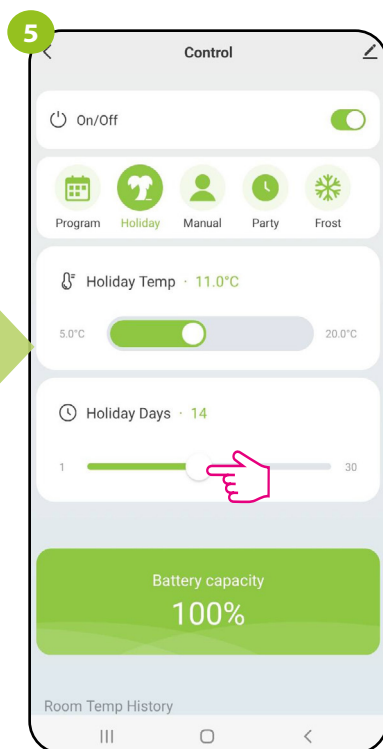 5
Control
On/Off
Program Holiday Manual Party Frost
Holiday Temp · 11.0°C
5.0°C 20.0°C
Holiday Days · 14
1 30
Battery capacity
100%
Room Temp History